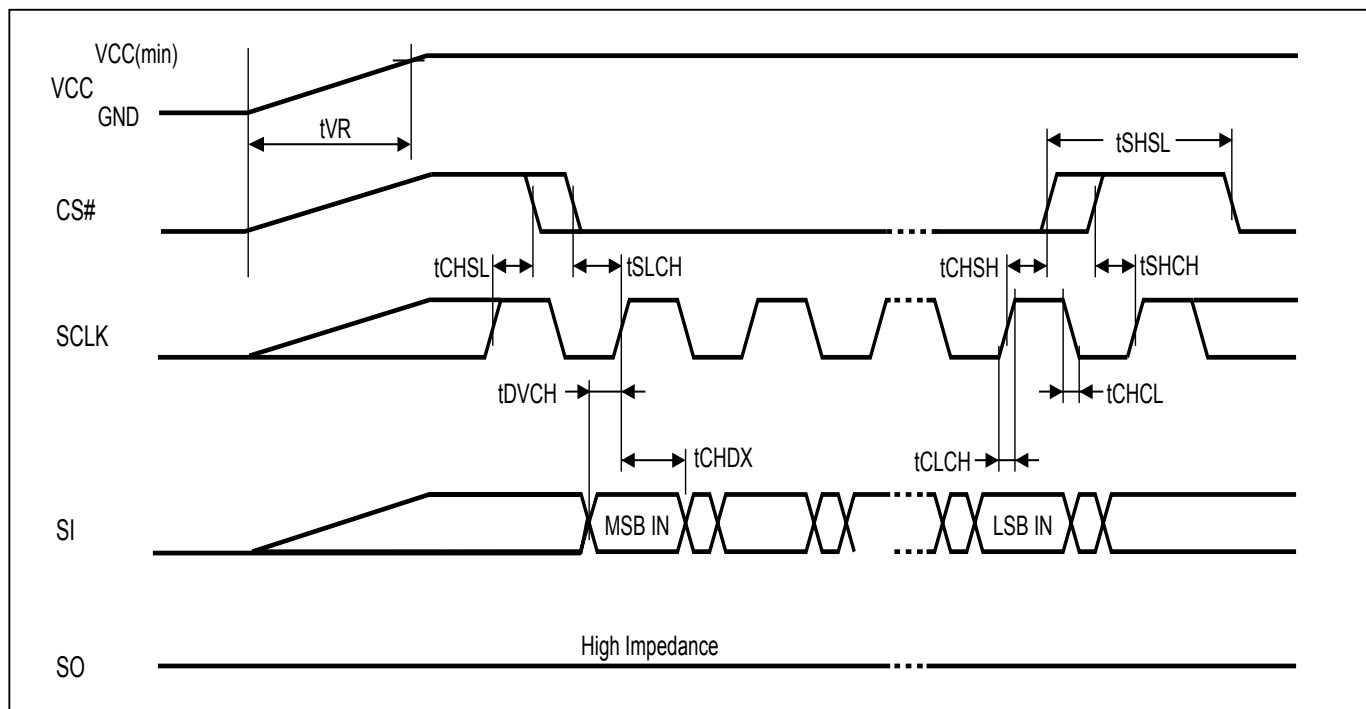 VCC(min)
VCC
GND
tVR
tSHSL
CS#
tCHSL
tSLCH
tCHSH
tSHCH
SCLK
tDVCH
tCHCL
tCHDX
tCLCH
SI
MSB IN
LSB IN
High Impedance
SO